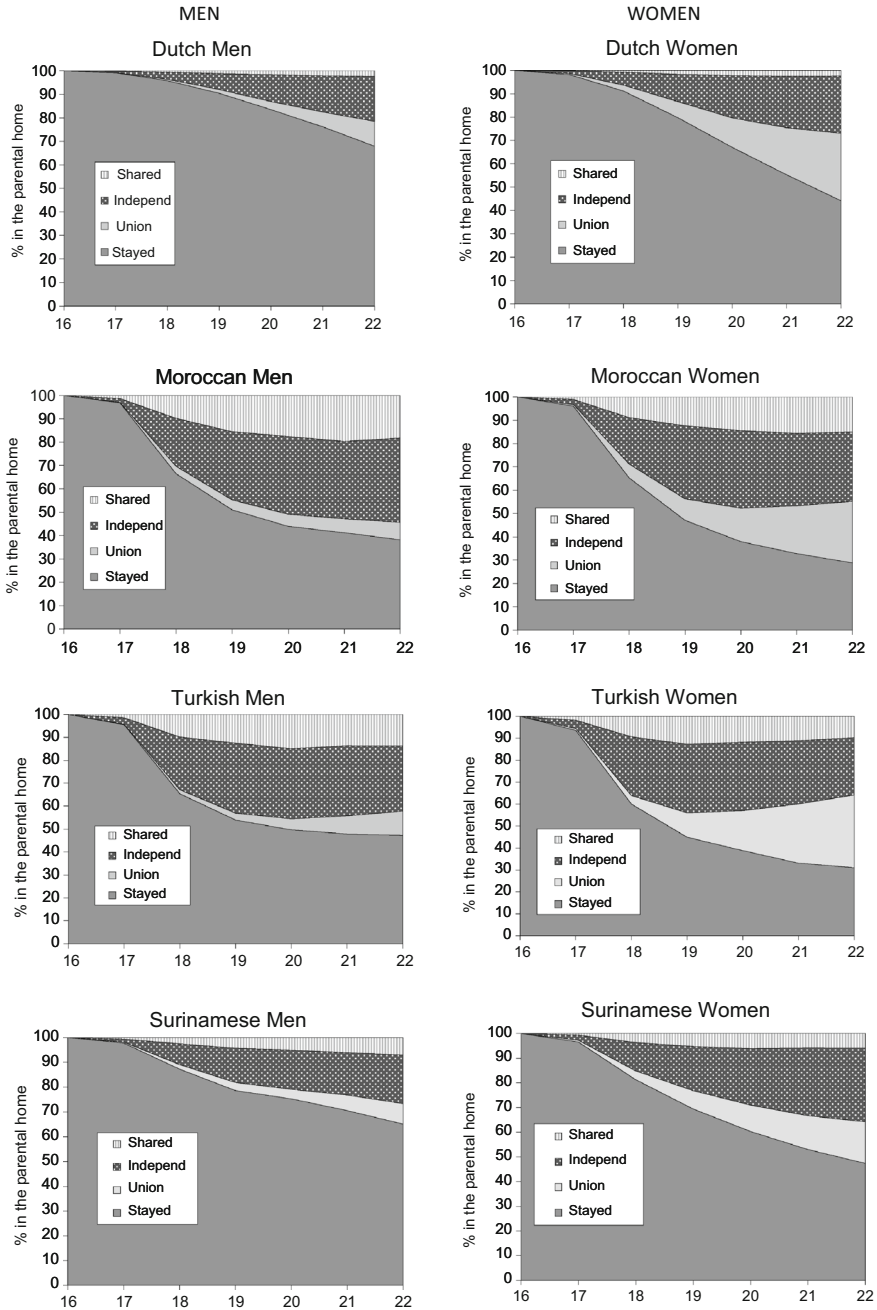 MEN
WOMEN
Dutch Men
% in the parental home
100
90
80
70
60
50
40
30
20
10
0
Shared
Independ
Union
Stayed
16 17 18 19 20 21 22
Dutch Women
% in the parental home
100
90
80
70
60
50
40
30
20
10
0
Shared
Independ
Union
Stayed
16 17 18 19 20 21 22
Moroccan Men
% in the parental home
100
90
80
70
60
50
40
30
20
10
0
Shared
Independ
Union
Stayed
16 17 18 19 20 21 22
Moroccan Women
% in the parental home
100
90
80
70
60
50
40
30
20
10
0
Shared
Independ
Union
Stayed
16 17 18 19 20 21 22
Turkish Men
% in the parental home
100
90
80
70
60
50
40
30
20
10
0
Shared
Independ
Union
Stayed
16 17 18 19 20 21 22
Turkish Women
% in the parental home
100
90
80
70
60
50
40
30
20
10
0
Shared
Independ
Union
Stayed
16 17 18 19 20 21 22
Surinamese Men
% in the parental home
100
90
80
70
60
50
40
30
20
10
0
Shared
Independ
Union
Stayed
16 17 18 19 20 21 22
Surinamese Women
% in the parental home
100
90
80
70
60
50
40
30
20
10
0
Shared
Independ
Union
Stayed
16 17 18 19 20 21 22